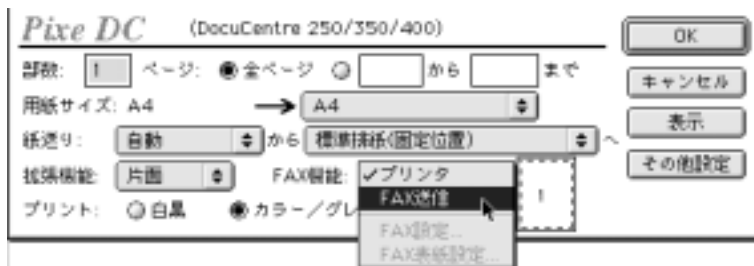 Pixe DC (DocuCentre 250/350/400) OK
部数: 1 ページ: 全ページ から まで キャンセル
用紙サイズ: A4 → A4 表示
紙送り: 自動 から 標準排紙(固定位置) へ その他設定
拡張機能: 片面 FAX機能: ✓プリンタ 1
FAX送信
プリント: 白黒 カラー/グレ
FAX設定...
FAX表紙設定...